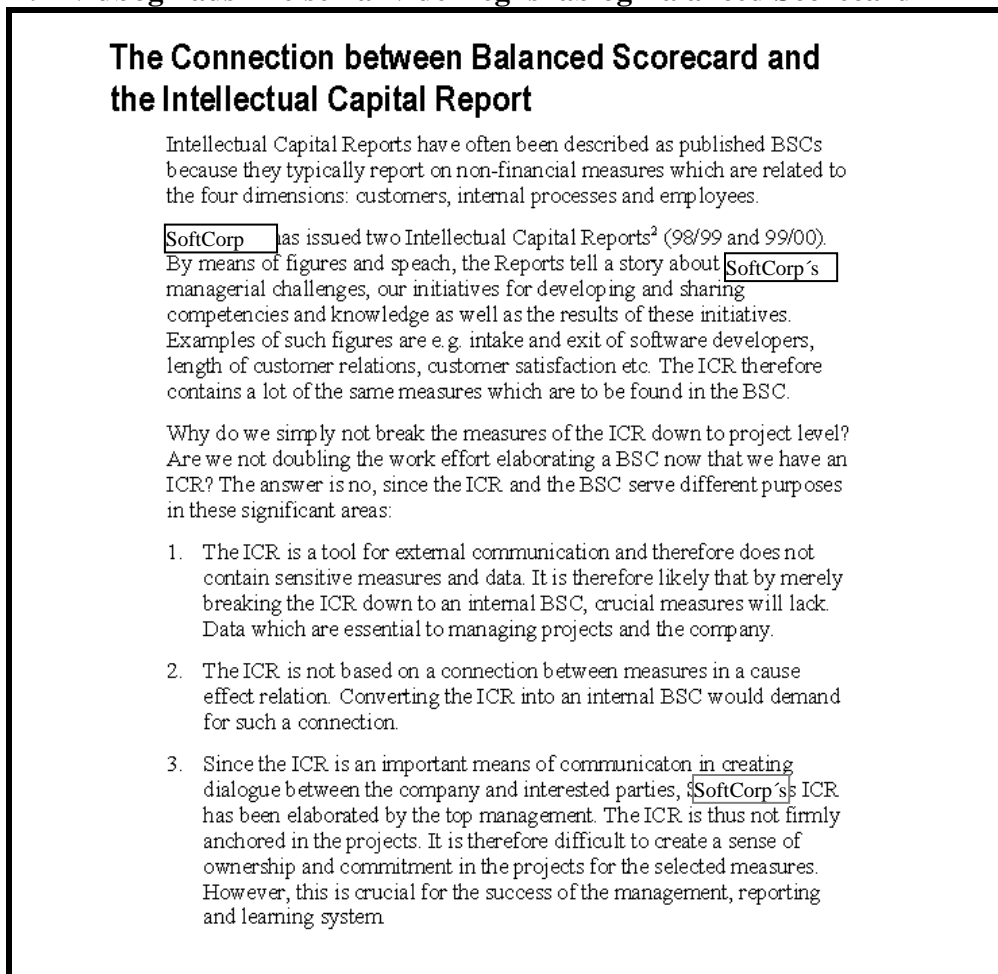 The Connection between Balanced Scorecard and
the Intellectual Capital Report
Intellectual Capital Reports have often been described as published BSCs
because they typically report on non-financial measures which are related to
the four dimensions: customers, internal processes and employees.
SoftCorp has issued two Intellectual Capital Reports² (98/99 and 99/00).
By means of figures and speach, the Reports tell a story about SoftCorp´s
managerial challenges, our initiatives for developing and sharing
competencies and knowledge as well as the results of these initiatives.
Examples of such figures are e.g. intake and exit of software developers,
length of customer relations, customer satisfaction etc. The ICR therefore
contains a lot of the same measures which are to be found in the BSC.
Why do we simply not break the measures of the ICR down to project level?
Are we not doubling the work effort elaborating a BSC now that we have an
ICR? The answer is no, since the ICR and the BSC serve different purposes
in these significant areas:
1. The ICR is a tool for external communication and therefore does not
contain sensitive measures and data. It is therefore likely that by merely
breaking the ICR down to an internal BSC, crucial measures will lack.
Data which are essential to managing projects and the company.
2. The ICR is not based on a connection between measures in a cause
effect relation. Converting the ICR into an internal BSC would demand
for such a connection.
3. Since the ICR is an important means of communicaton in creating
dialogue between the company and interested parties, SoftCorp´s ICR
has been elaborated by the top management. The ICR is thus not firmly
anchored in the projects. It is therefore difficult to create a sense of
ownership and commitment in the projects for the selected measures.
However, this is crucial for the success of the management, reporting
and learning system